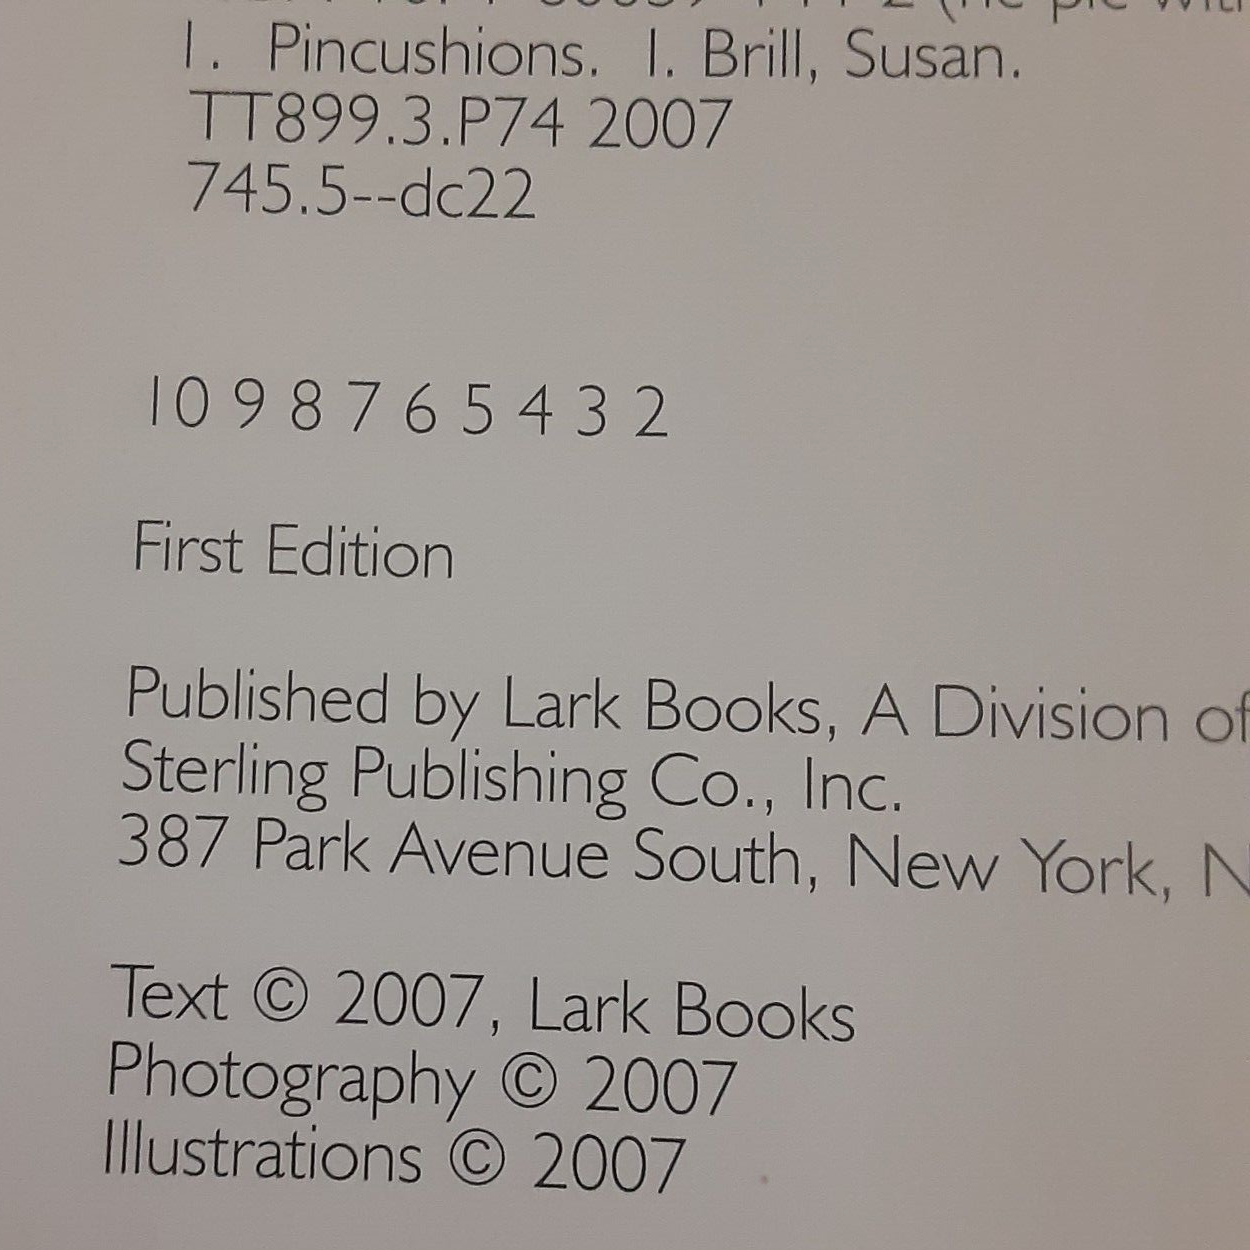 1. Pincushions. I. Brill, Susan.
TT899.3.P74 2007
745.5--dc22
10 9 8 7 6 5 4 3 2
First Edition
Published by Lark Books, A Division of
Sterling Publishing Co., Inc.
387 Park Avenue South, New York, N
Text © 2007, Lark Books
Photography © 2007
Illustrations © 2007